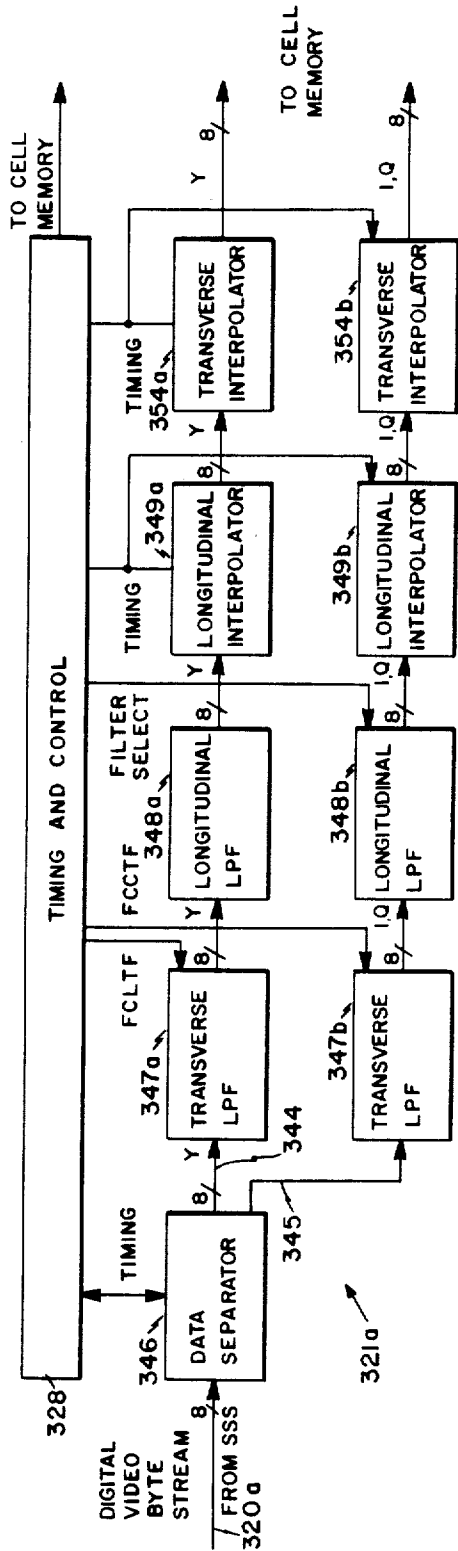 TO CELL
MEMORY
328
TIMING AND CONTROL
TIMING
FCLTF
FCCTF
FILTER
SELECT
TIMING
TIMING
DIGITAL
VIDEO
BYTE
STREAM
FROM SSS
320a
8
346
DATA
SEPARATOR
8
Y
344
345
347a
TRANSVERSE
LPF
8
Y
348a
LONGITUDINAL
LPF
8
Y
349a
LONGITUDINAL
INTERPOLATOR
8
Y
354a
TRANSVERSE
INTERPOLATOR
Y
8
TO CELL
MEMORY
347b
TRANSVERSE
LPF
8
I,Q
348b
LONGITUDINAL
LPF
8
I,Q
349b
LONGITUDINAL
INTERPOLATOR
8
I,Q
354b
TRANSVERSE
INTERPOLATOR
I,Q
8
321a